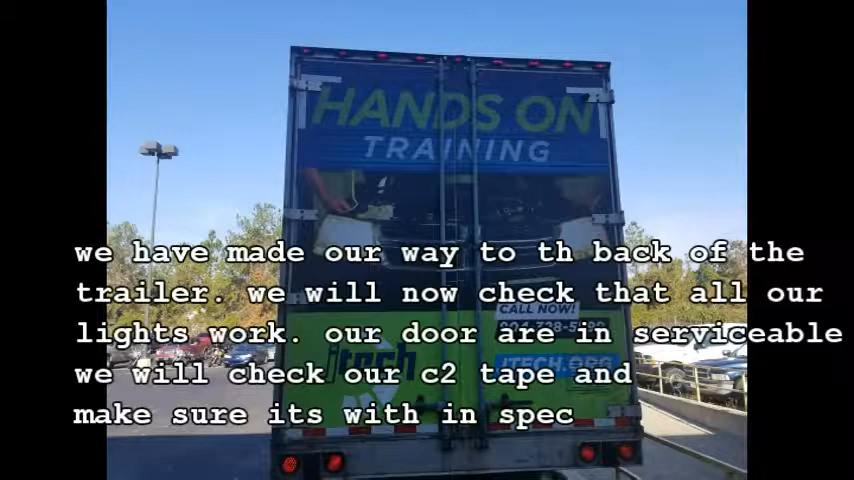 HANDS ON
TRAINING
we have made our way to th back of the
trailer. we will now check that all our
CALL NOW!
lights work. our door are in serviceable
jtech
JTECH.ORG
we will check our c2 tape and
make sure its with in spec